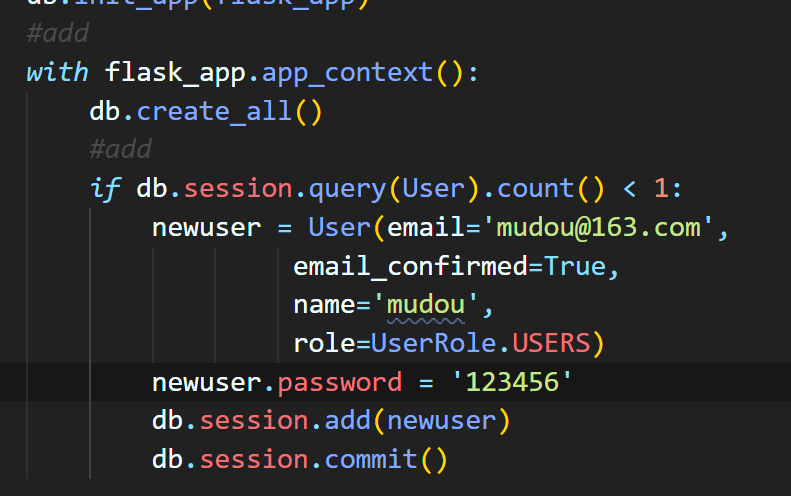 db.init_app(flask_app)
#add
with flask_app.app_context():
    db.create_all()
    #add
    if db.session.query(User).count() < 1:
        newuser = User(email='mudou@163.com',
                 email_confirmed=True,
                 name='mudou',
                 role=UserRole.USERS)
        newuser.password = '123456'
        db.session.add(newuser)
        db.session.commit()